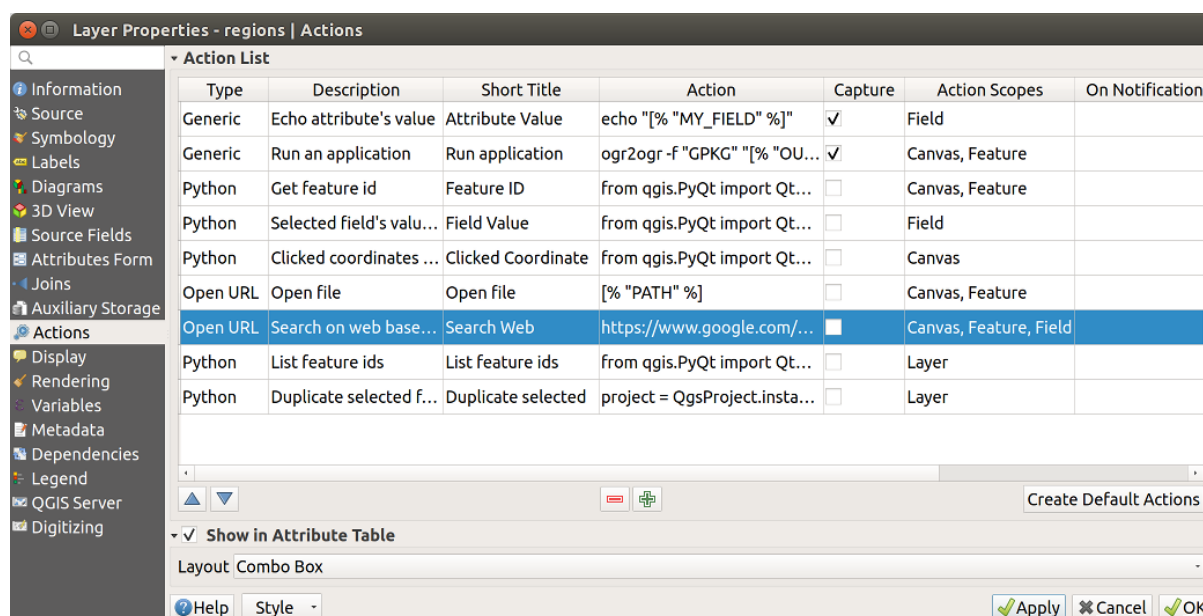 Layer Properties - regions | Actions
Action List
Information
Source
Symbology
Labels
Diagrams
3D View
Source Fields
Attributes Form
Joins
Auxiliary Storage
Actions
Display
Rendering
Variables
Metadata
Dependencies
Legend
QGIS Server
Digitizing
Type Description Short Title Action Capture Action Scopes On Notification
Generic Echo attribute's value Attribute Value echo "[% "MY_FIELD" %]" Field
Generic Run an application Run application ogr2ogr -f "GPKG" "[% "OU... Canvas, Feature
Python Get feature id Feature ID from qgis.PyQt import Qt... Canvas, Feature
Python Selected field's valu... Field Value from qgis.PyQt import Qt... Field
Python Clicked coordinates ... Clicked Coordinate from qgis.PyQt import Qt... Canvas
Open URL Open file Open file [% "PATH" %] Canvas, Feature
Open URL Search on web base... Search Web https://www.google.com/... Canvas, Feature, Field
Python List feature ids List feature ids from qgis.PyQt import Qt... Layer
Python Duplicate selected f... Duplicate selected project = QgsProject.insta... Layer
Create Default Actions
Show in Attribute Table
Layout Combo Box
Help Style Apply Cancel OK